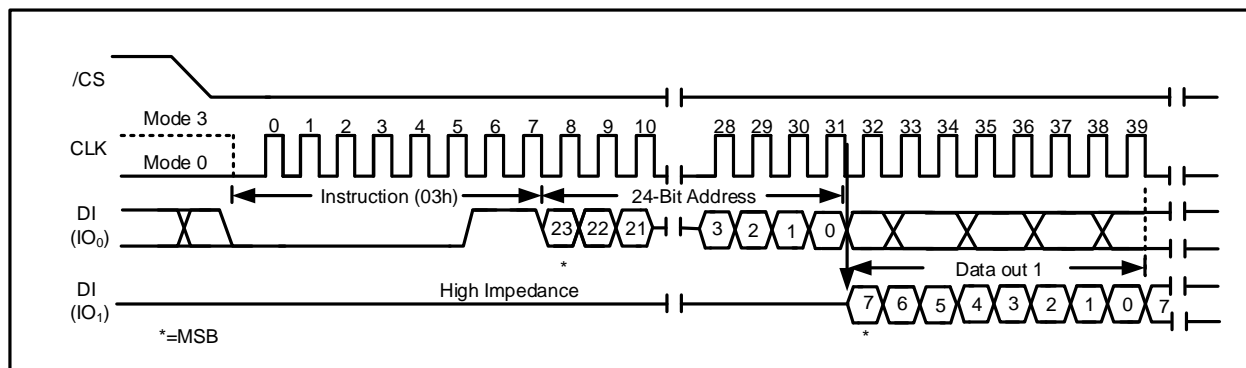 /CS
Mode 3
0 1 2 3 4 5 6 7 8 9 10 28 29 30 31 32 33 34 35 36 37 38 39
CLK
Mode 0
Instruction (03h) 24-Bit Address
DI
(IO0)
23 22 21 3 2 1 0
*
Data out 1
High Impedance
DI
(IO1)
7 6 5 4 3 2 1 0 7
*
*=MSB